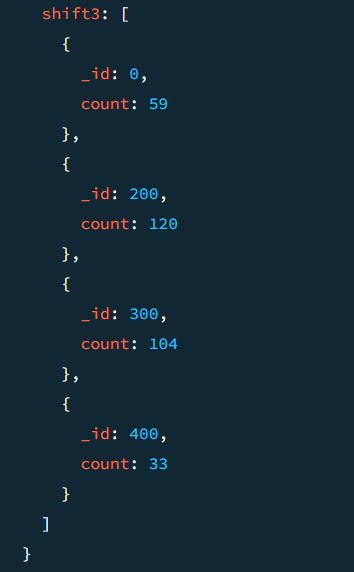 shift3: [
{
_id: 0,
count: 59
},
{
_id: 200,
count: 120
},
{
_id: 300,
count: 104
},
{
_id: 400,
count: 33
}
]
}